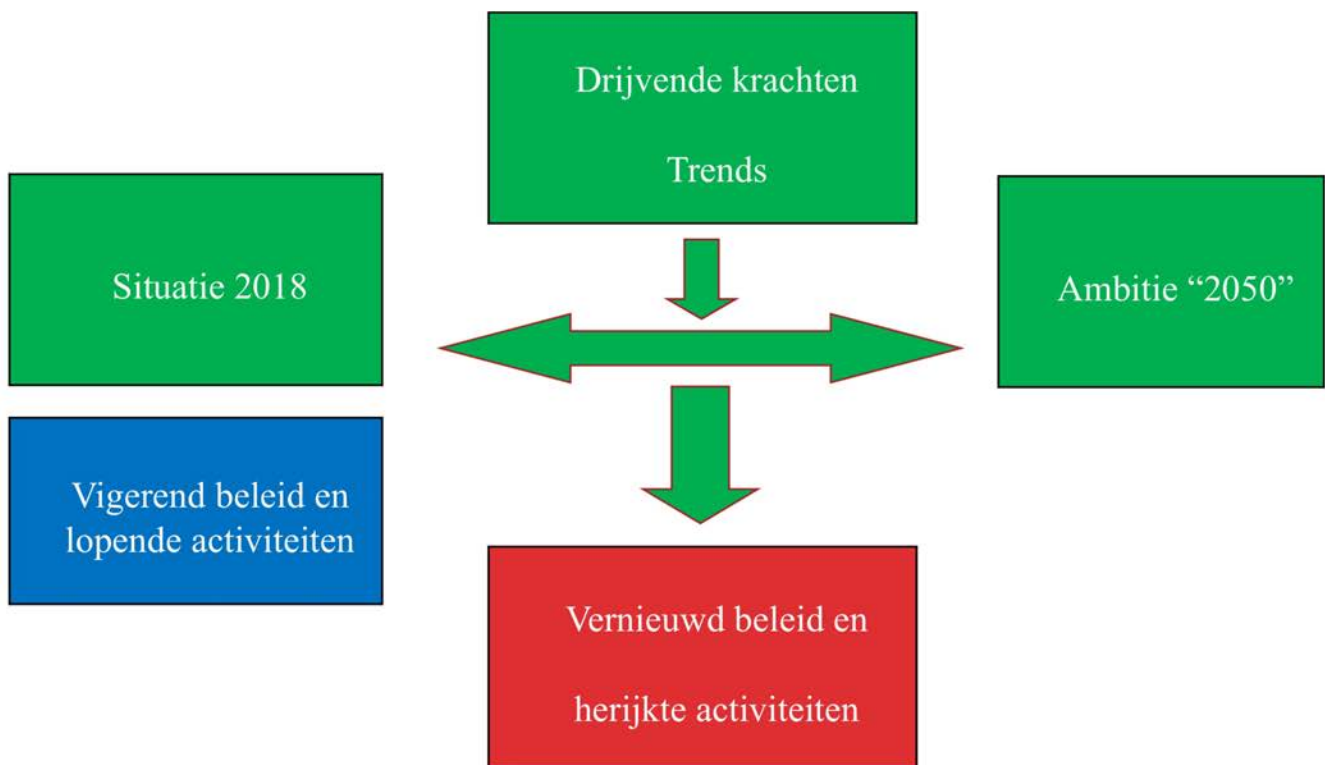 Drijvende krachten
Trends
Situatie 2018
Ambitie “2050”
Vigerend beleid en
lopende activiteiten
Vernieuwd beleid en
herijkte activiteiten